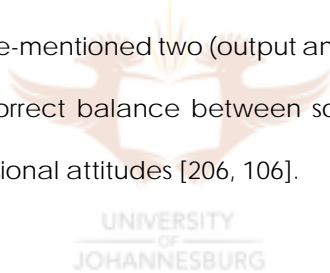 e-mentioned two (output an
orrect balance between so
ional attitudes [206, 106].
UNIVERSITY
OF
JOHANNESBURG